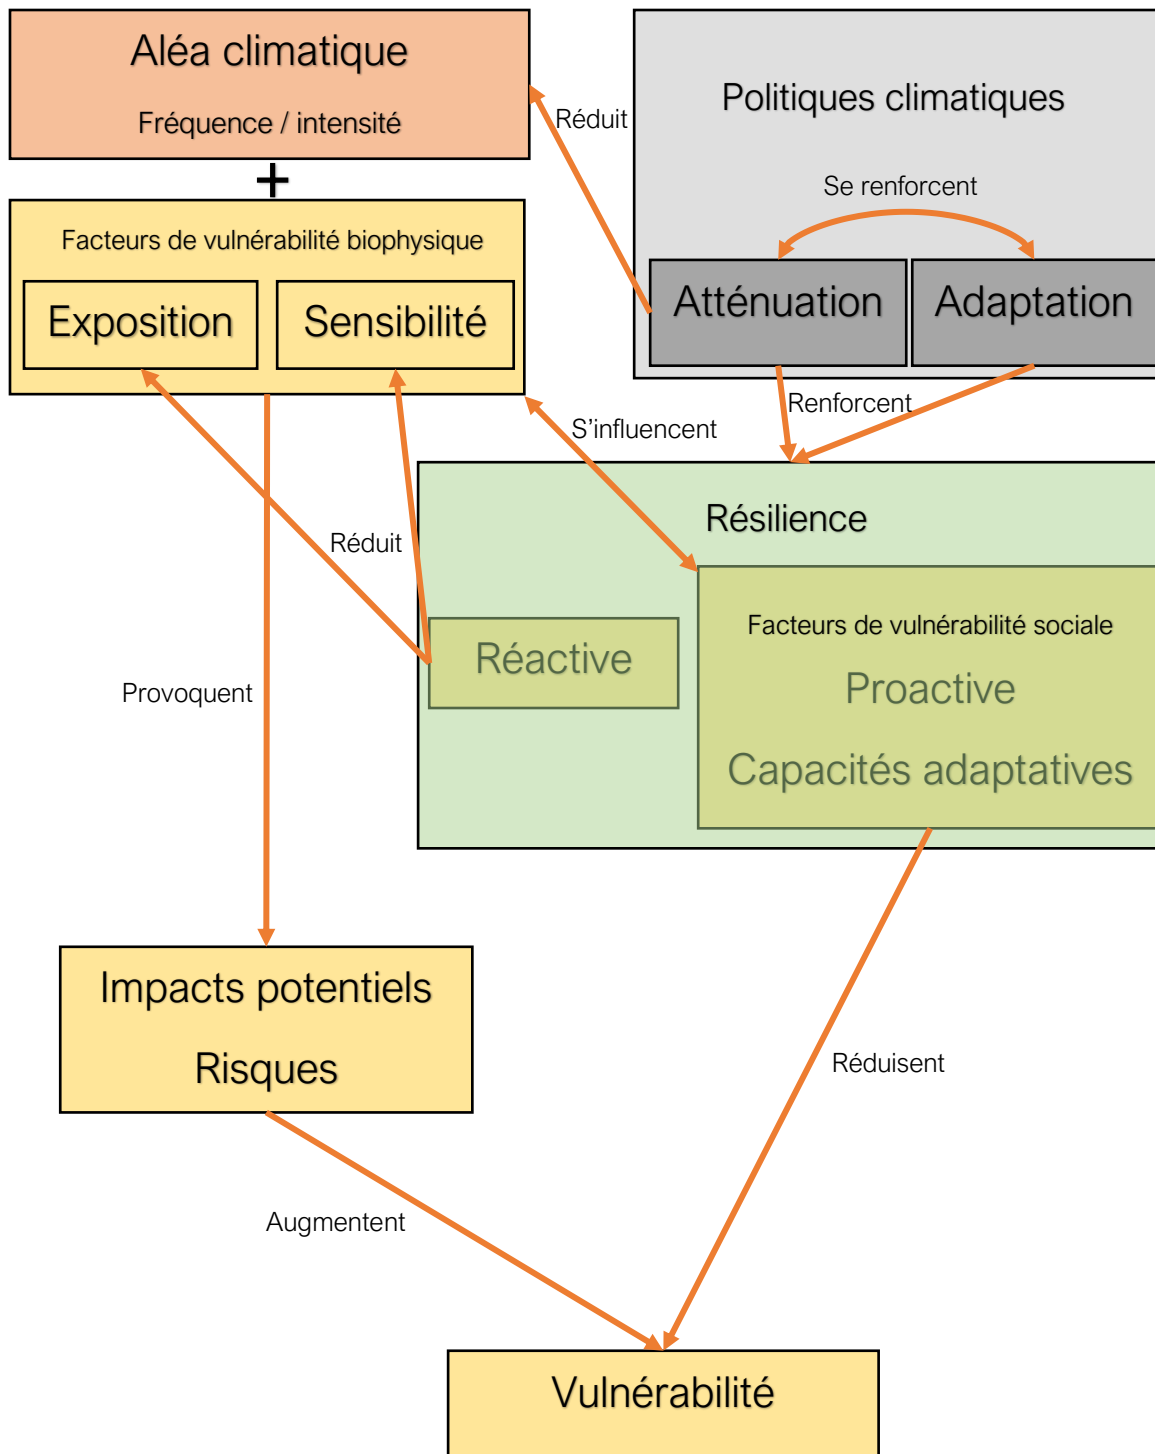 Aléa climatique
Fréquence / intensité
+
Facteurs de vulnérabilité biophysique
Exposition
Sensibilité
Réduit
Politiques climatiques
Se renforcent
Atténuation
Adaptation
Renforcent
S'influencent
Réduit
Résilience
Réactive
Facteurs de vulnérabilité sociale
Proactive
Capacités adaptatives
Provoquent
Impacts potentiels
Risques
Réduisent
Augmentent
Vulnérabilité